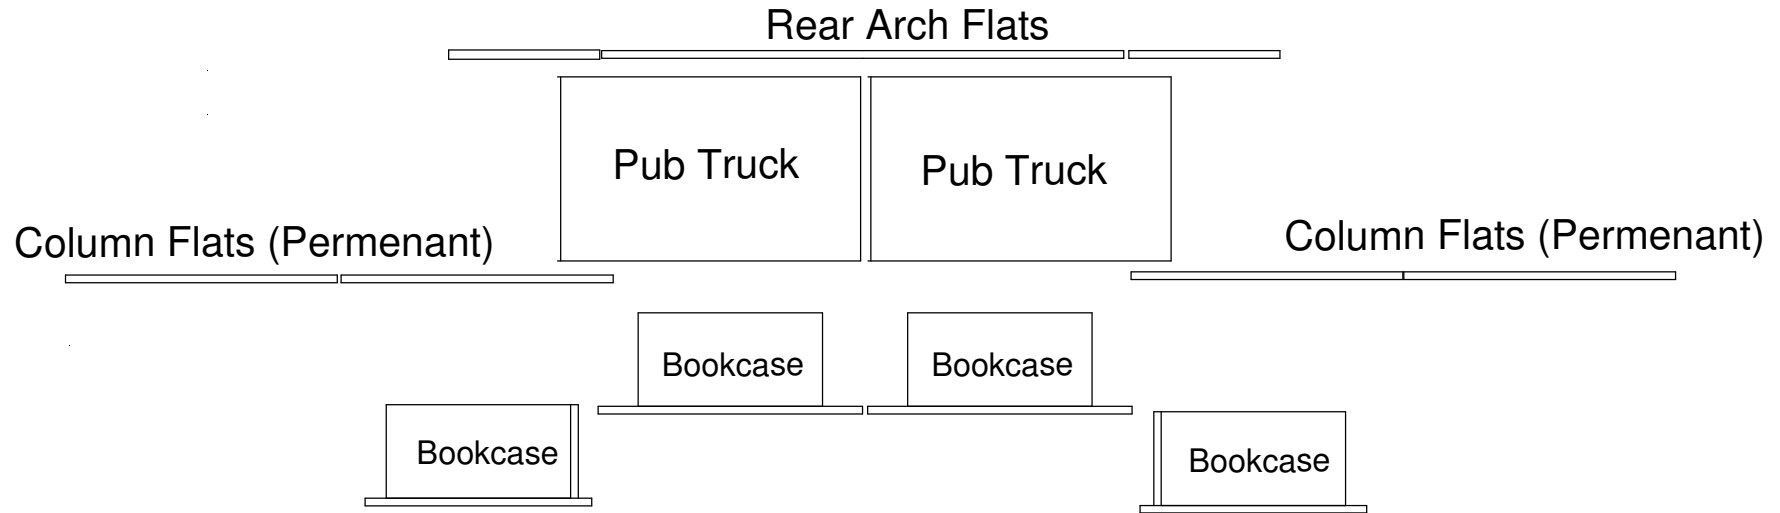 Rear Arch Flats
Pub Truck
Pub Truck
Column Flats (Permenant)
Column Flats (Permenant)
Bookcase
Bookcase
Bookcase
Bookcase